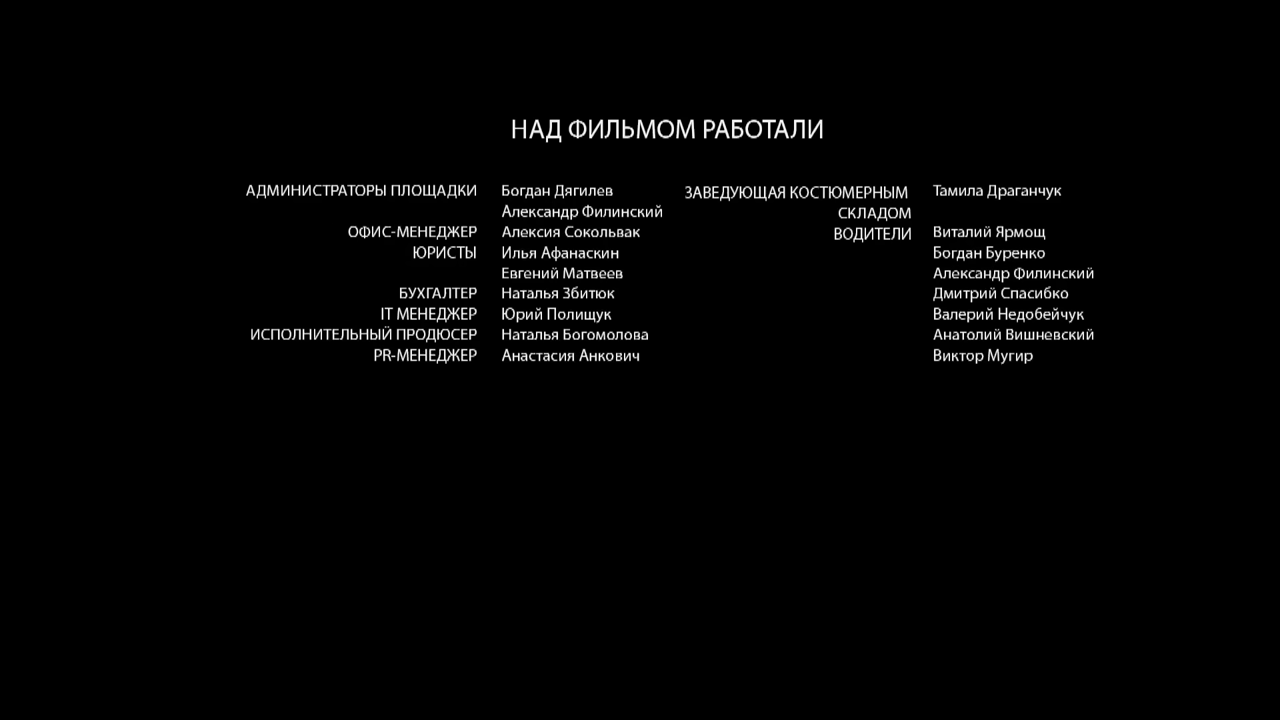 НАД ФИЛЬМОМ РАБОТАЛИ
АДМИНИСТРАТОРЫ ПЛОЩАДКИ Богдан Дягилев
Александр Филинский
ОФИС-МЕНЕДЖЕР Алексия Сокольвак
ЮРИСТЫ Илья Афанаскин
Евгений Матвеев
БУХГАЛТЕР Наталья Збитюк
IT МЕНЕДЖЕР Юрий Полищук
ИСПОЛНИТЕЛЬНЫЙ ПРОДЮСЕР Наталья Богомолова
PR-МЕНЕДЖЕР Анастасия Анкович
ЗАВЕДУЮЩАЯ КОСТЮМЕРНЫМ Тамила Драганчук
СКЛАДОМ
ВОДИТЕЛИ Виталий Ярмощ
Богдан Буренко
Александр Филинский
Дмитрий Спасибко
Валерий Недобейчук
Анатолий Вишневский
Виктор Мугир